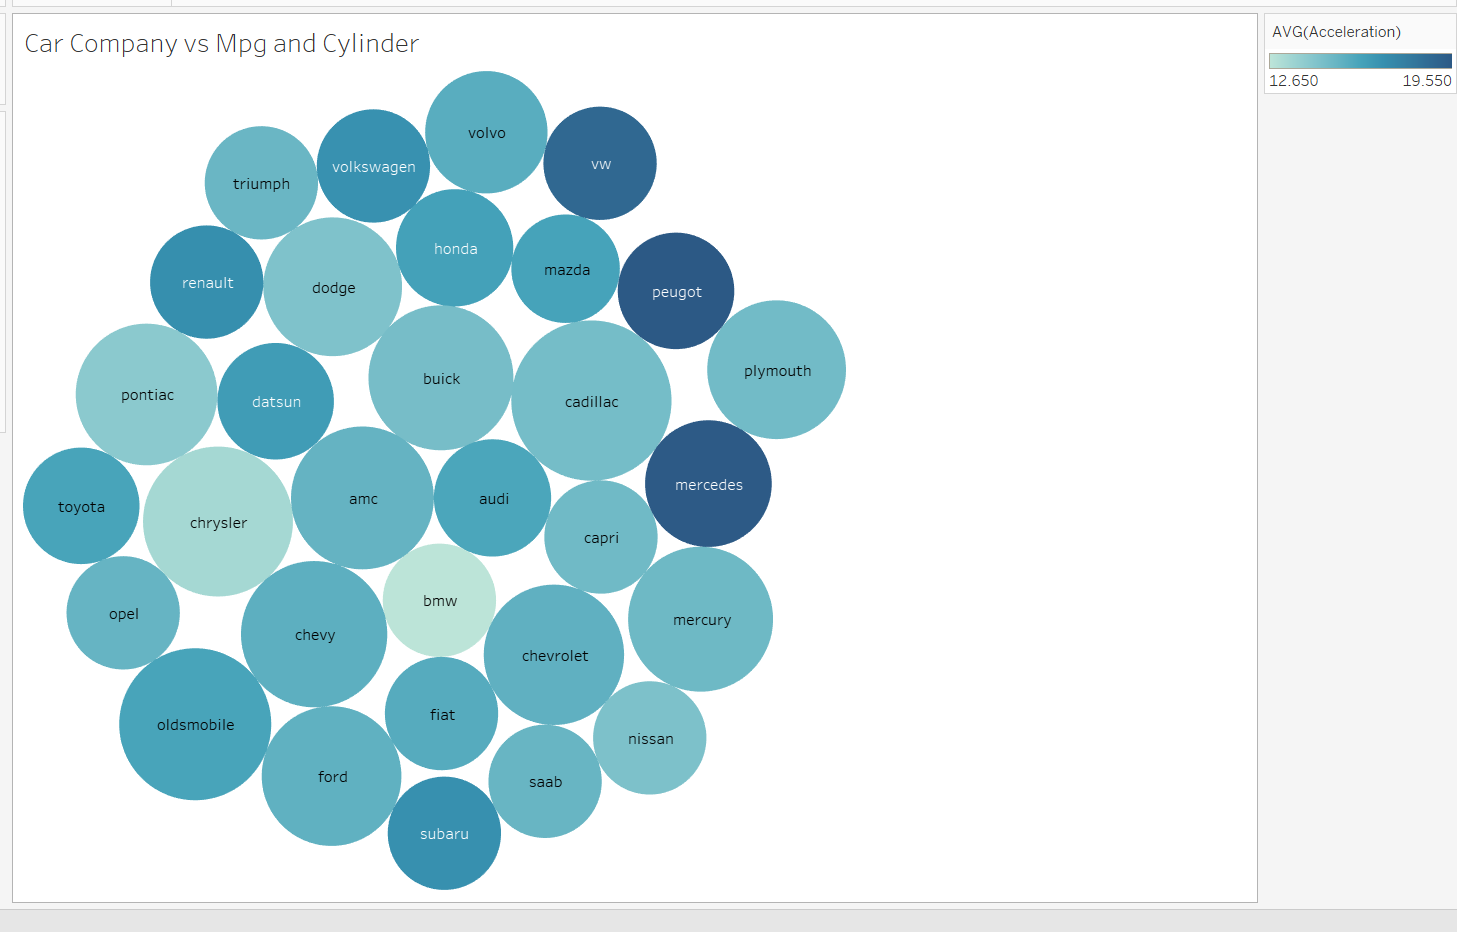 Car Company vs Mpg and Cylinder
AVG(Acceleration)
12.650 19.550
volvo
vw
volkswagen
triumph
honda
mazda
renault
dodge
peugot
plymouth
buick
pontiac
datsun
cadillac
mercedes
toyota
amc
audi
chrysler
capri
bmw
opel
mercury
chevy
chevrolet
fiat
oldsmobile
nissan
ford
saab
subaru